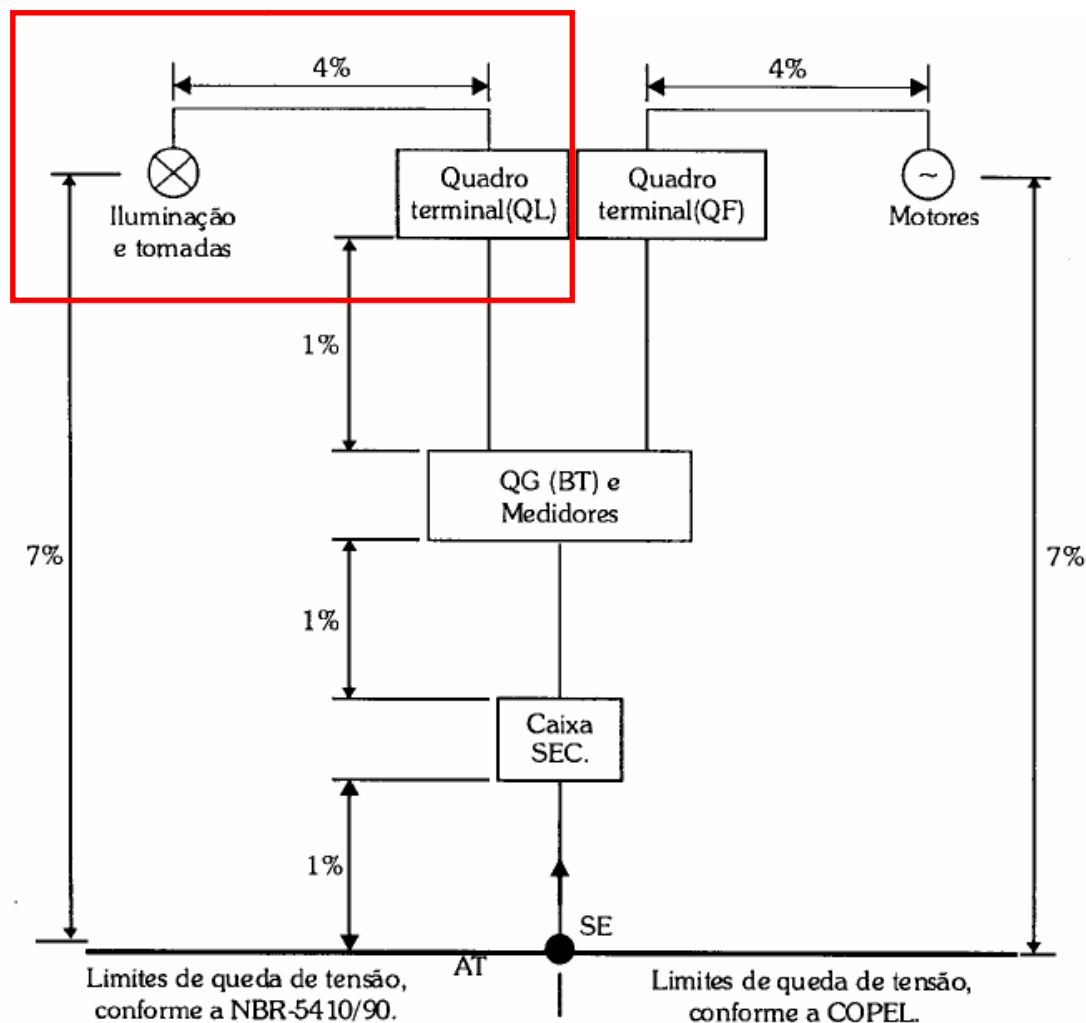 4%
4%
Quadro
terminal(QL)
Quadro
terminal(QF)
Iluminação
e tomadas
Motores
1%
QG (BT) e
Medidores
7%
7%
1%
Caixa
SEC.
1%
SE
AT
Limites de queda de tensão,
conforme a NBR-5410/90.
Limites de queda de tensão,
conforme a COPEL.